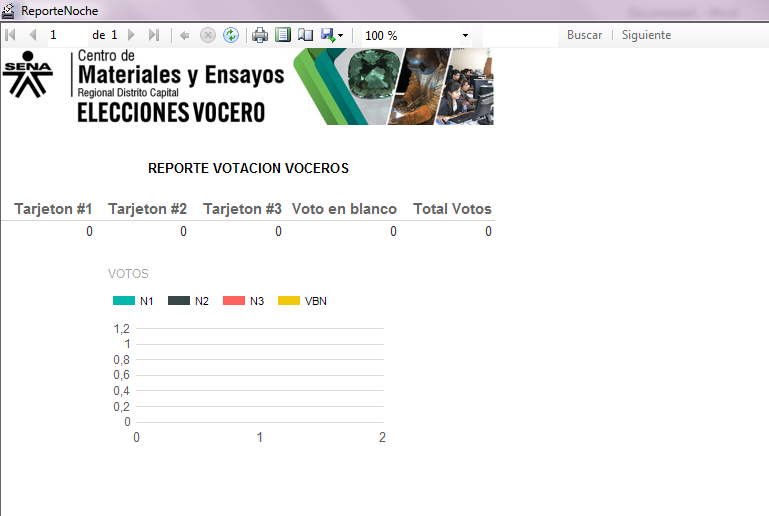 ReporteNoche
1 de 1 100 % Buscar | Siguiente
SENA
Centro de
Materiales y Ensayos
Regional Distrito Capital
ELECCIONES VOCERO
REPORTE VOTACION VOCEROS
Tarjeton #1 Tarjeton #2 Tarjeton #3 Voto en blanco Total Votos
0 0 0 0 0
VOTOS
N1 N2 N3 VBN
1,2
1
0,8
0,6
0,4
0,2
0
0 1 2